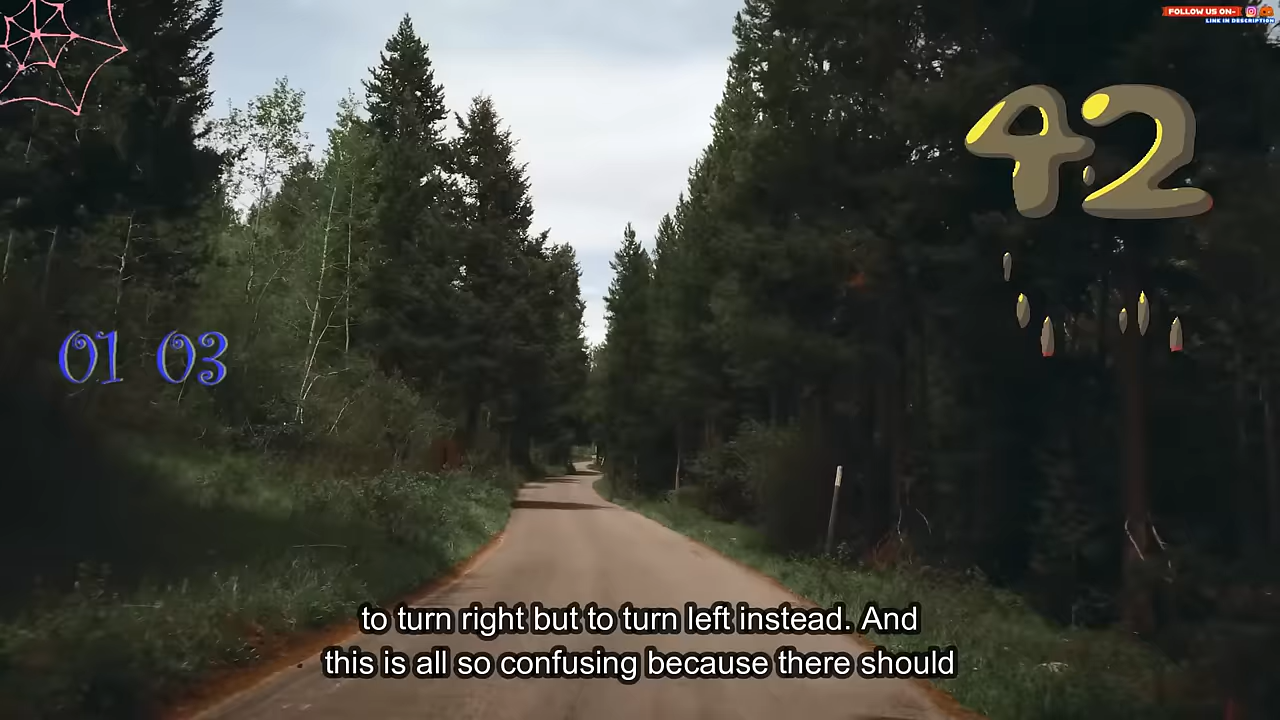 FOLLOW US ON-
LINK IN DESCRIPTION
42
01 03
to turn right but to turn left instead. And
this is all so confusing because there should